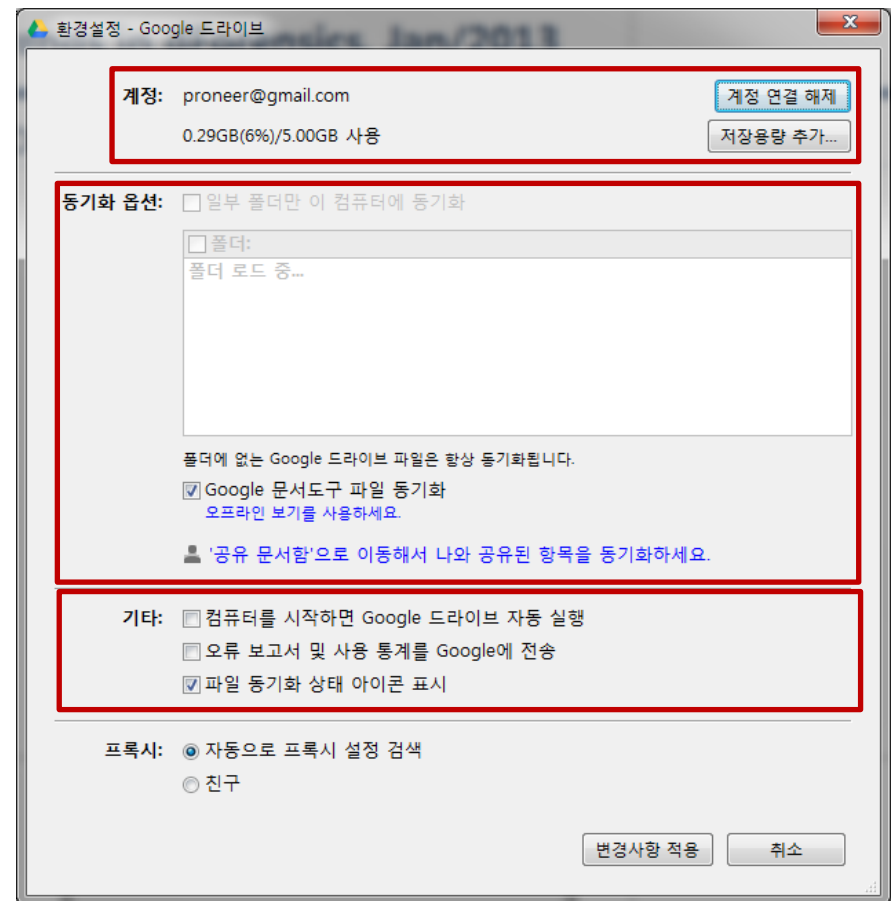 환경설정 - Google 드라이브
계정: proneer@gmail.com 계정 연결 해제
0.29GB(6%)/5.00GB 사용 저장용량 추가...
동기화 옵션: 일부 폴더만 이 컴퓨터에 동기화
폴더:
폴더 로드 중...
폴더에 없는 Google 드라이브 파일은 항상 동기화됩니다.
Google 문서도구 파일 동기화
오프라인 보기를 사용하세요.
'공유 문서함'으로 이동해서 나와 공유된 항목을 동기화하세요.
기타: 컴퓨터를 시작하면 Google 드라이브 자동 실행
오류 보고서 및 사용 통계를 Google에 전송
파일 동기화 상태 아이콘 표시
프록시: 자동으로 프록시 설정 검색
친구
변경사항 적용 취소